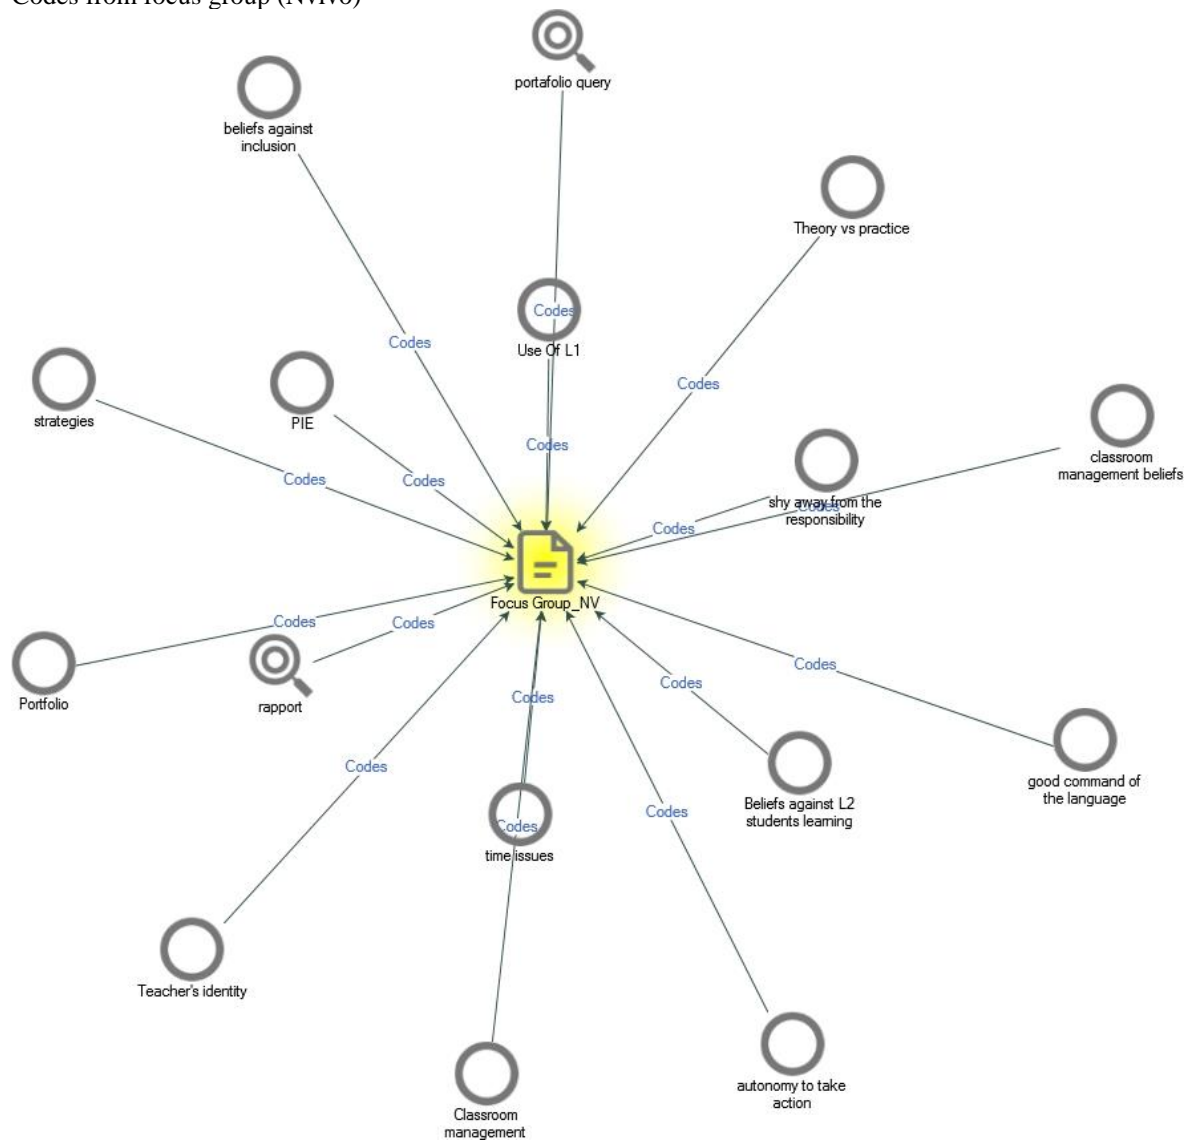 Codes from focus group (Nvivo)
portafolio query
beliefs against
inclusion
Theory vs practice
Codes
Use Of L1
Codes
strategies
PIE
Codes
classroom
management beliefs
Codes
Codes
Codes
shy away from the
responsibility
Codes
Codes
Focus Group_NV
Codes
Codes
Portfolio
rapport
Codes
Codes
Codes
Codes
good command of
the language
Beliefs against L2
students learning
Codes
Codes
Codes
time issues
Teacher's identity
autonomy to take
action
Classroom
management